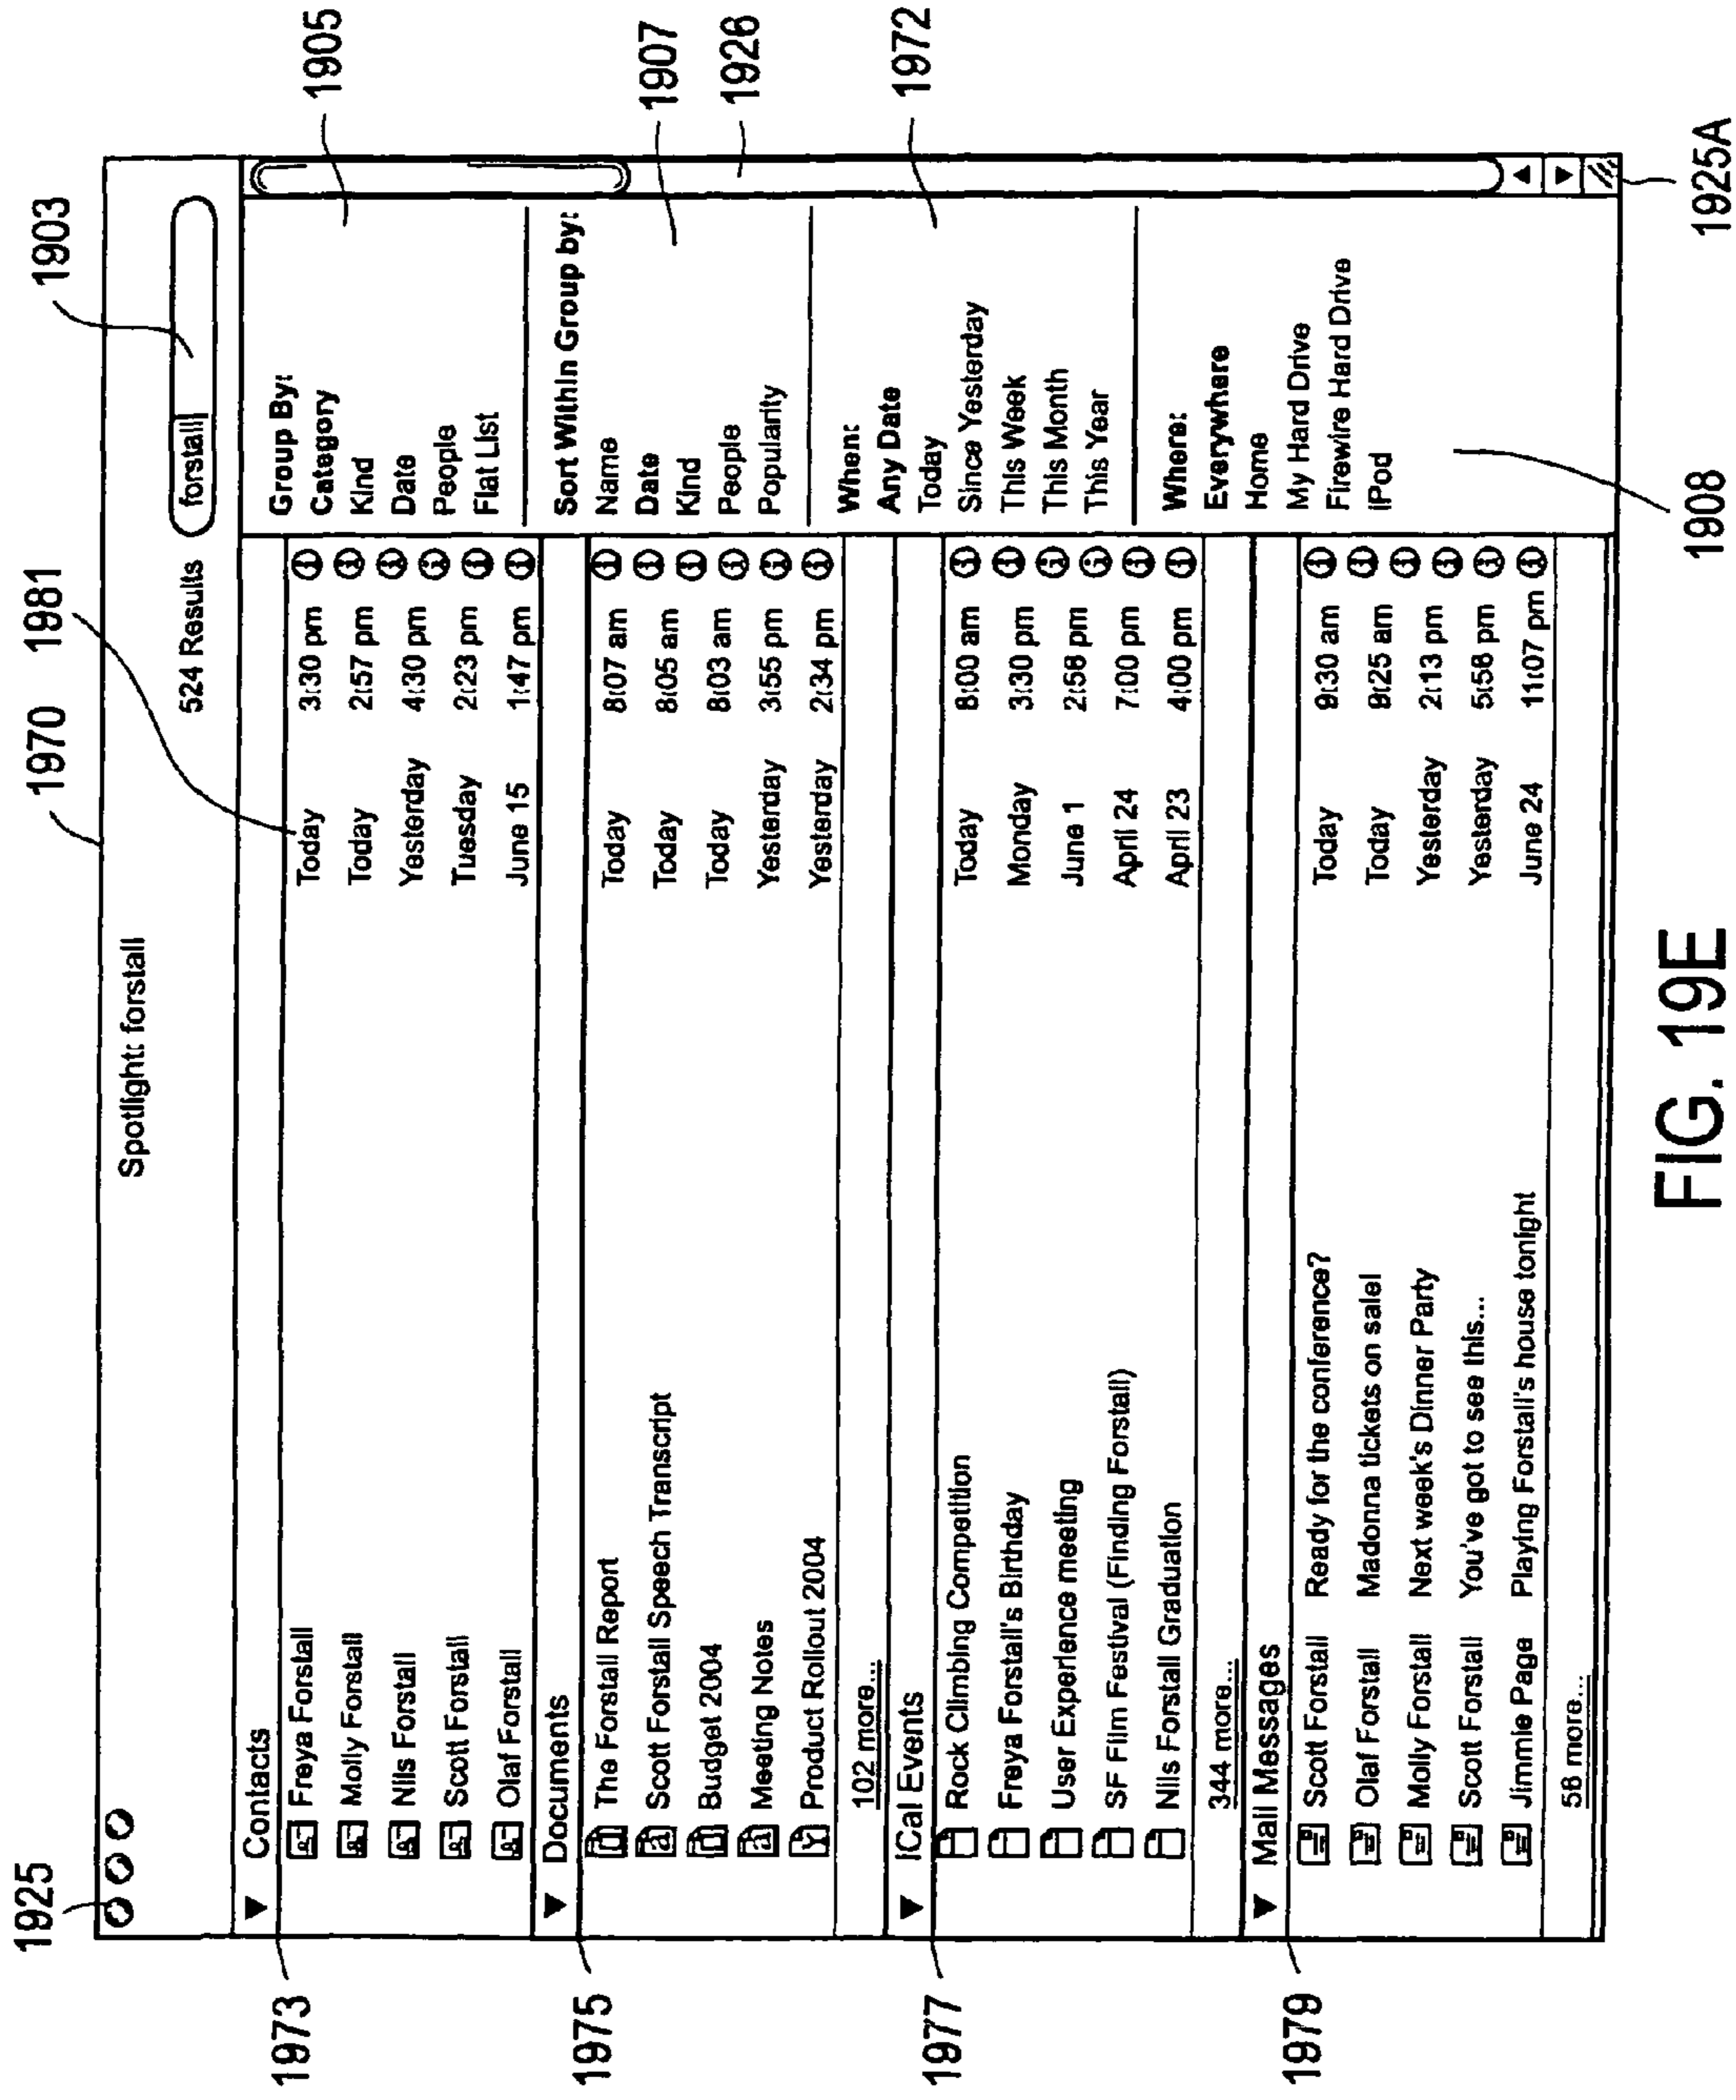 1925
1970
1981
1903
Spotlight: forstall
524 Results
forstall
1973
Contacts
Freya Forstall Today 3:30 pm
Molly Forstall Today 2:57 pm
Nils Forstall Yesterday 4:30 pm
Scott Forstall Tuesday 2:23 pm
Olaf Forstall June 15 1:47 pm
1975
Documents
The Forstall Report Today 8:07 am
Scott Forstall Speech Transcript Today 8:05 am
Budget 2004 Today 8:03 am
Meeting Notes Yesterday 3:55 pm
Product Rollout 2004 Yesterday 2:34 pm
102 more...
1977
iCal Events
Rock Climbing Competition Today 8:00 am
Freya Forstall's Birthday Monday 3:30 pm
User Experience meeting June 1 2:58 pm
SF Film Festival (Finding Forstall) April 24 7:00 pm
Nils Forstall Graduation April 23 4:00 pm
344 more...
1979
Mail Messages
Scott Forstall Ready for the conference? Today 9:30 am
Olaf Forstall Madonna tickets on sale! Today 9:25 am
Molly Forstall Next week's Dinner Party Yesterday 2:13 pm
Scott Forstall You've got to see this... Yesterday 5:58 pm
Jimmie Page Playing Forstall's house tonight June 24 11:07 pm
58 more...
Group By:
Category
Kind
Date
People
Flat List
1905
Sort Within Group by:
Name
Date
Kind
People
Popularity
1907
1926
When:
Any Date
Today
Since Yesterday
This Week
This Month
This Year
1972
Where:
Everywhere
Home
My Hard Drive
Firewire Hard Drive
iPod
1908
1925A
FIG. 19E